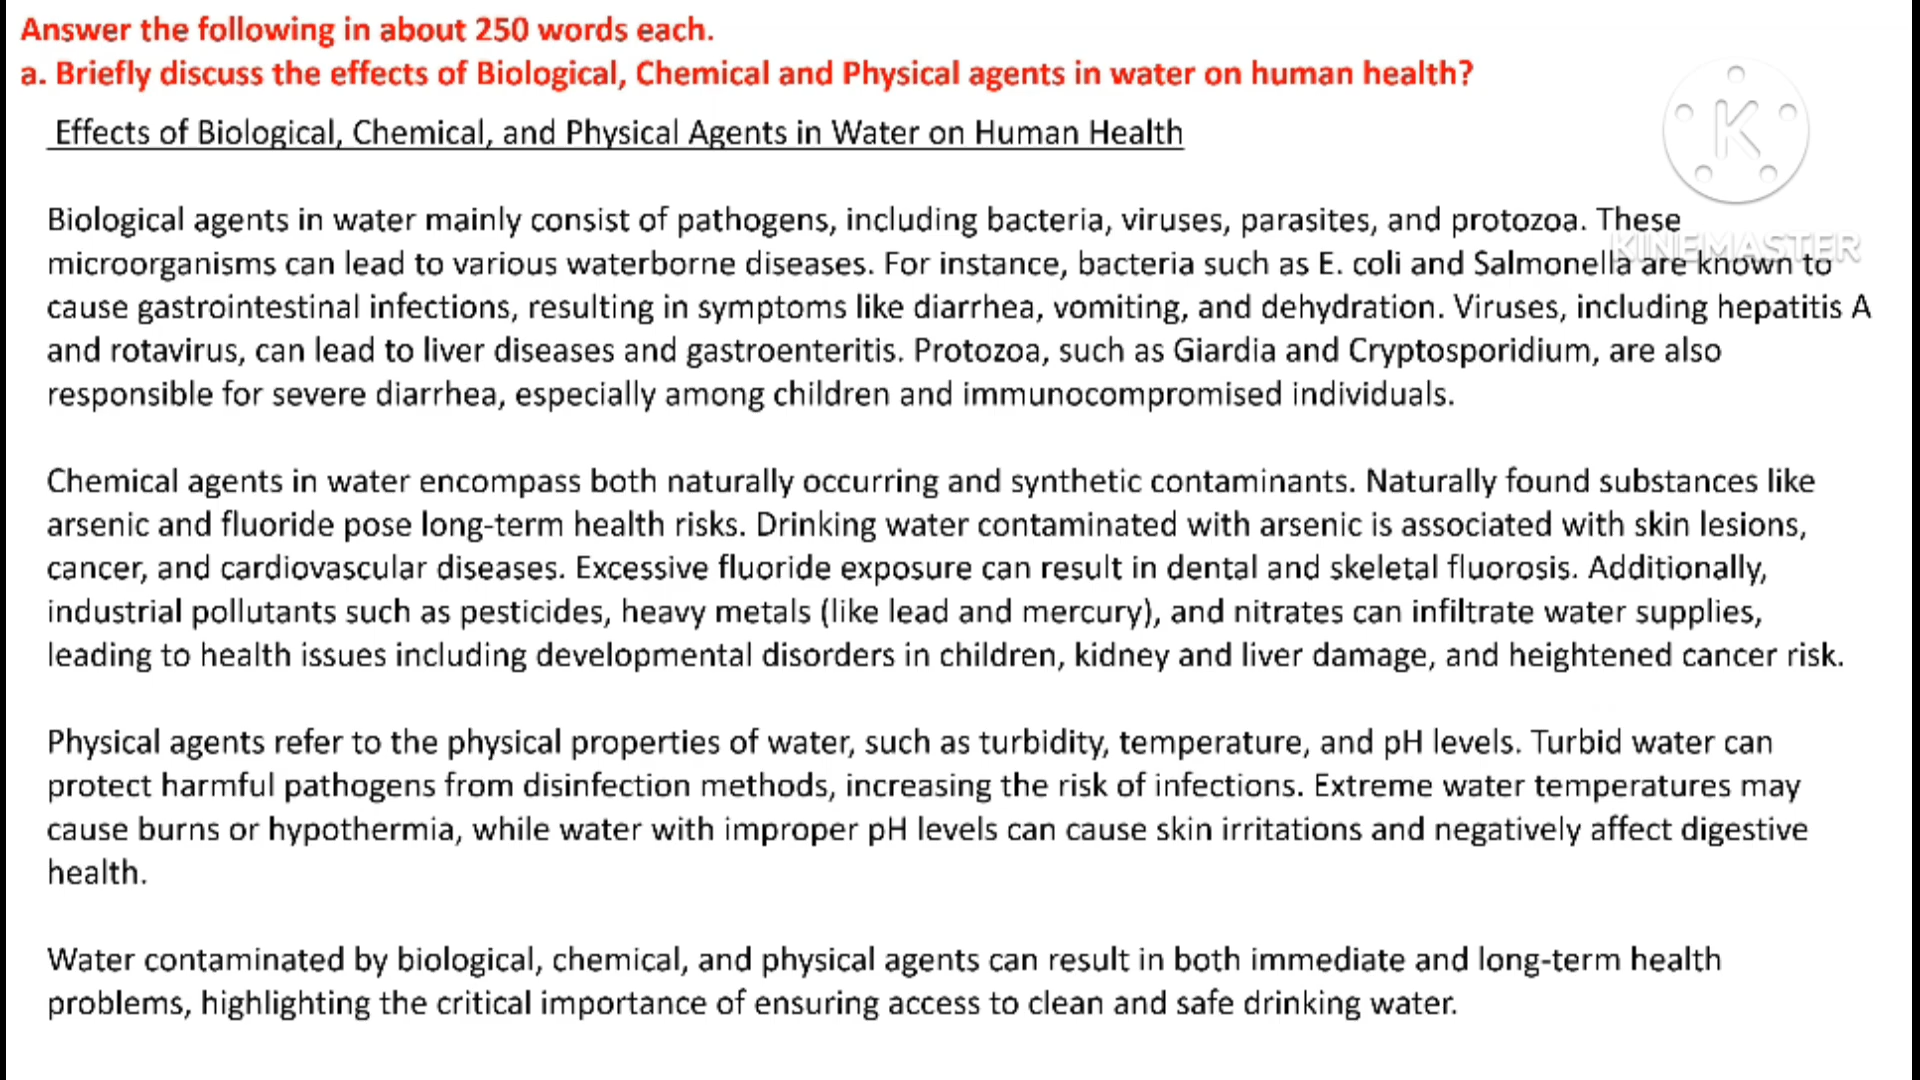 Answer the following in about 250 words each.
a. Briefly discuss the effects of Biological, Chemical and Physical agents in water on human health?
Effects of Biological, Chemical, and Physical Agents in Water on Human Health
K
KINEMASTER
Biological agents in water mainly consist of pathogens, including bacteria, viruses, parasites, and protozoa. These
microorganisms can lead to various waterborne diseases. For instance, bacteria such as E. coli and Salmonella are known to
cause gastrointestinal infections, resulting in symptoms like diarrhea, vomiting, and dehydration. Viruses, including hepatitis A
and rotavirus, can lead to liver diseases and gastroenteritis. Protozoa, such as Giardia and Cryptosporidium, are also
responsible for severe diarrhea, especially among children and immunocompromised individuals.
Chemical agents in water encompass both naturally occurring and synthetic contaminants. Naturally found substances like
arsenic and fluoride pose long-term health risks. Drinking water contaminated with arsenic is associated with skin lesions,
cancer, and cardiovascular diseases. Excessive fluoride exposure can result in dental and skeletal fluorosis. Additionally,
industrial pollutants such as pesticides, heavy metals (like lead and mercury), and nitrates can infiltrate water supplies,
leading to health issues including developmental disorders in children, kidney and liver damage, and heightened cancer risk.
Physical agents refer to the physical properties of water, such as turbidity, temperature, and pH levels. Turbid water can
protect harmful pathogens from disinfection methods, increasing the risk of infections. Extreme water temperatures may
cause burns or hypothermia, while water with improper pH levels can cause skin irritations and negatively affect digestive
health.
Water contaminated by biological, chemical, and physical agents can result in both immediate and long-term health
problems, highlighting the critical importance of ensuring access to clean and safe drinking water.